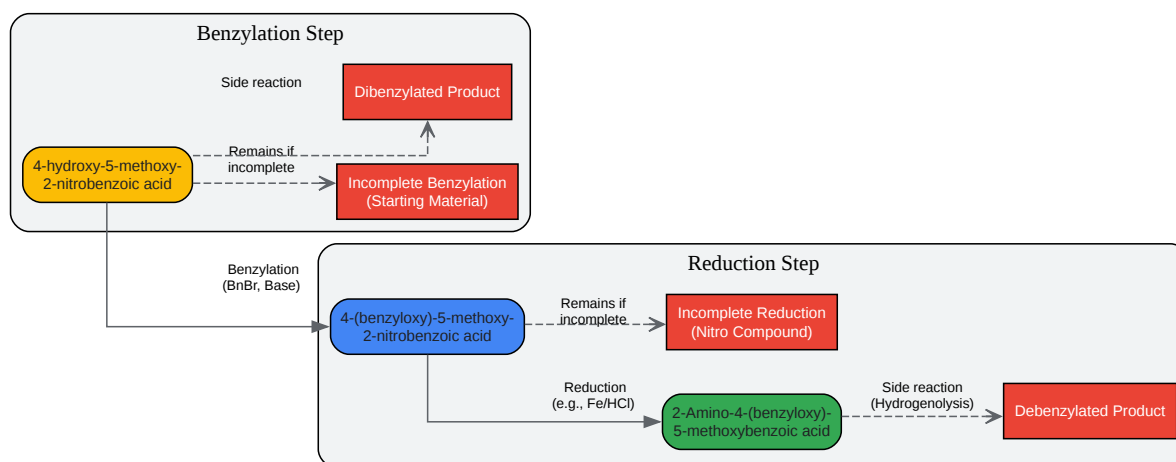 Benzylation Step
Side reaction
Dibenzylated Product
4-hydroxy-5-methoxy-
2-nitrobenzoic acid
Remains if
incomplete
Incomplete Benzylation
(Starting Material)
Benzylation
(BnBr, Base)
Reduction Step
4-(benzyloxy)-5-methoxy-
2-nitrobenzoic acid
Remains if
incomplete
Incomplete Reduction
(Nitro Compound)
Reduction
(e.g., Fe/HCl)
2-Amino-4-(benzyloxy)-
5-methoxybenzoic acid
Side reaction
(Hydrogenolysis)
Debenzylated Product